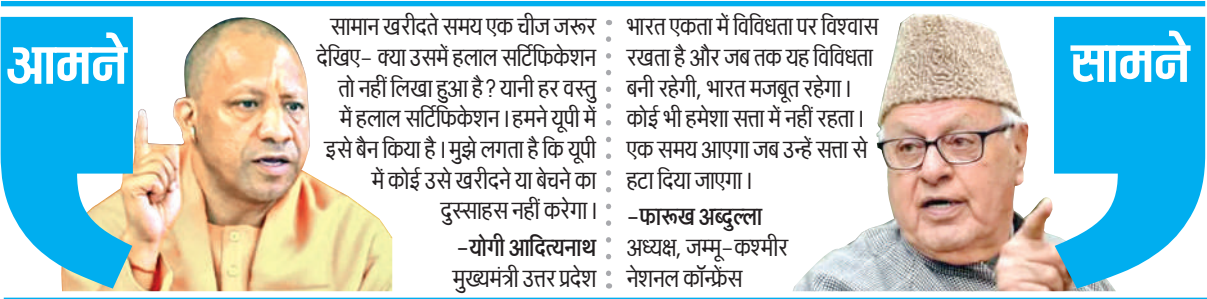 आमने
सामान खरीदते समय एक चीज जरूर
देखिए- क्या उसमें हलाल सर्टिफिकेशन
तो नहीं लिखा हुआ है? यानी हर वस्तु
में हलाल सर्टिफिकेशन। हमने यूपी में
इसे बैन किया है। मुझे लगता है कि यूपी
में कोई उसे खरीदने या बेचने का
दुस्साहस नहीं करेगा।
-योगी आदित्यनाथ
मुख्यमंत्री उत्तर प्रदेश
भारत एकता में विविधता पर विश्वास
रखता है और जब तक यह विविधता
बनी रहेगी, भारत मजबूत रहेगा।
कोई भी हमेशा सत्ता में नहीं रहता।
एक समय आएगा जब उन्हें सत्ता से
हटा दिया जाएगा।
-फारूख अब्दुल्ला
अध्यक्ष, जम्मू-कश्मीर
नेशनल कॉन्फ्रेंस
सामने